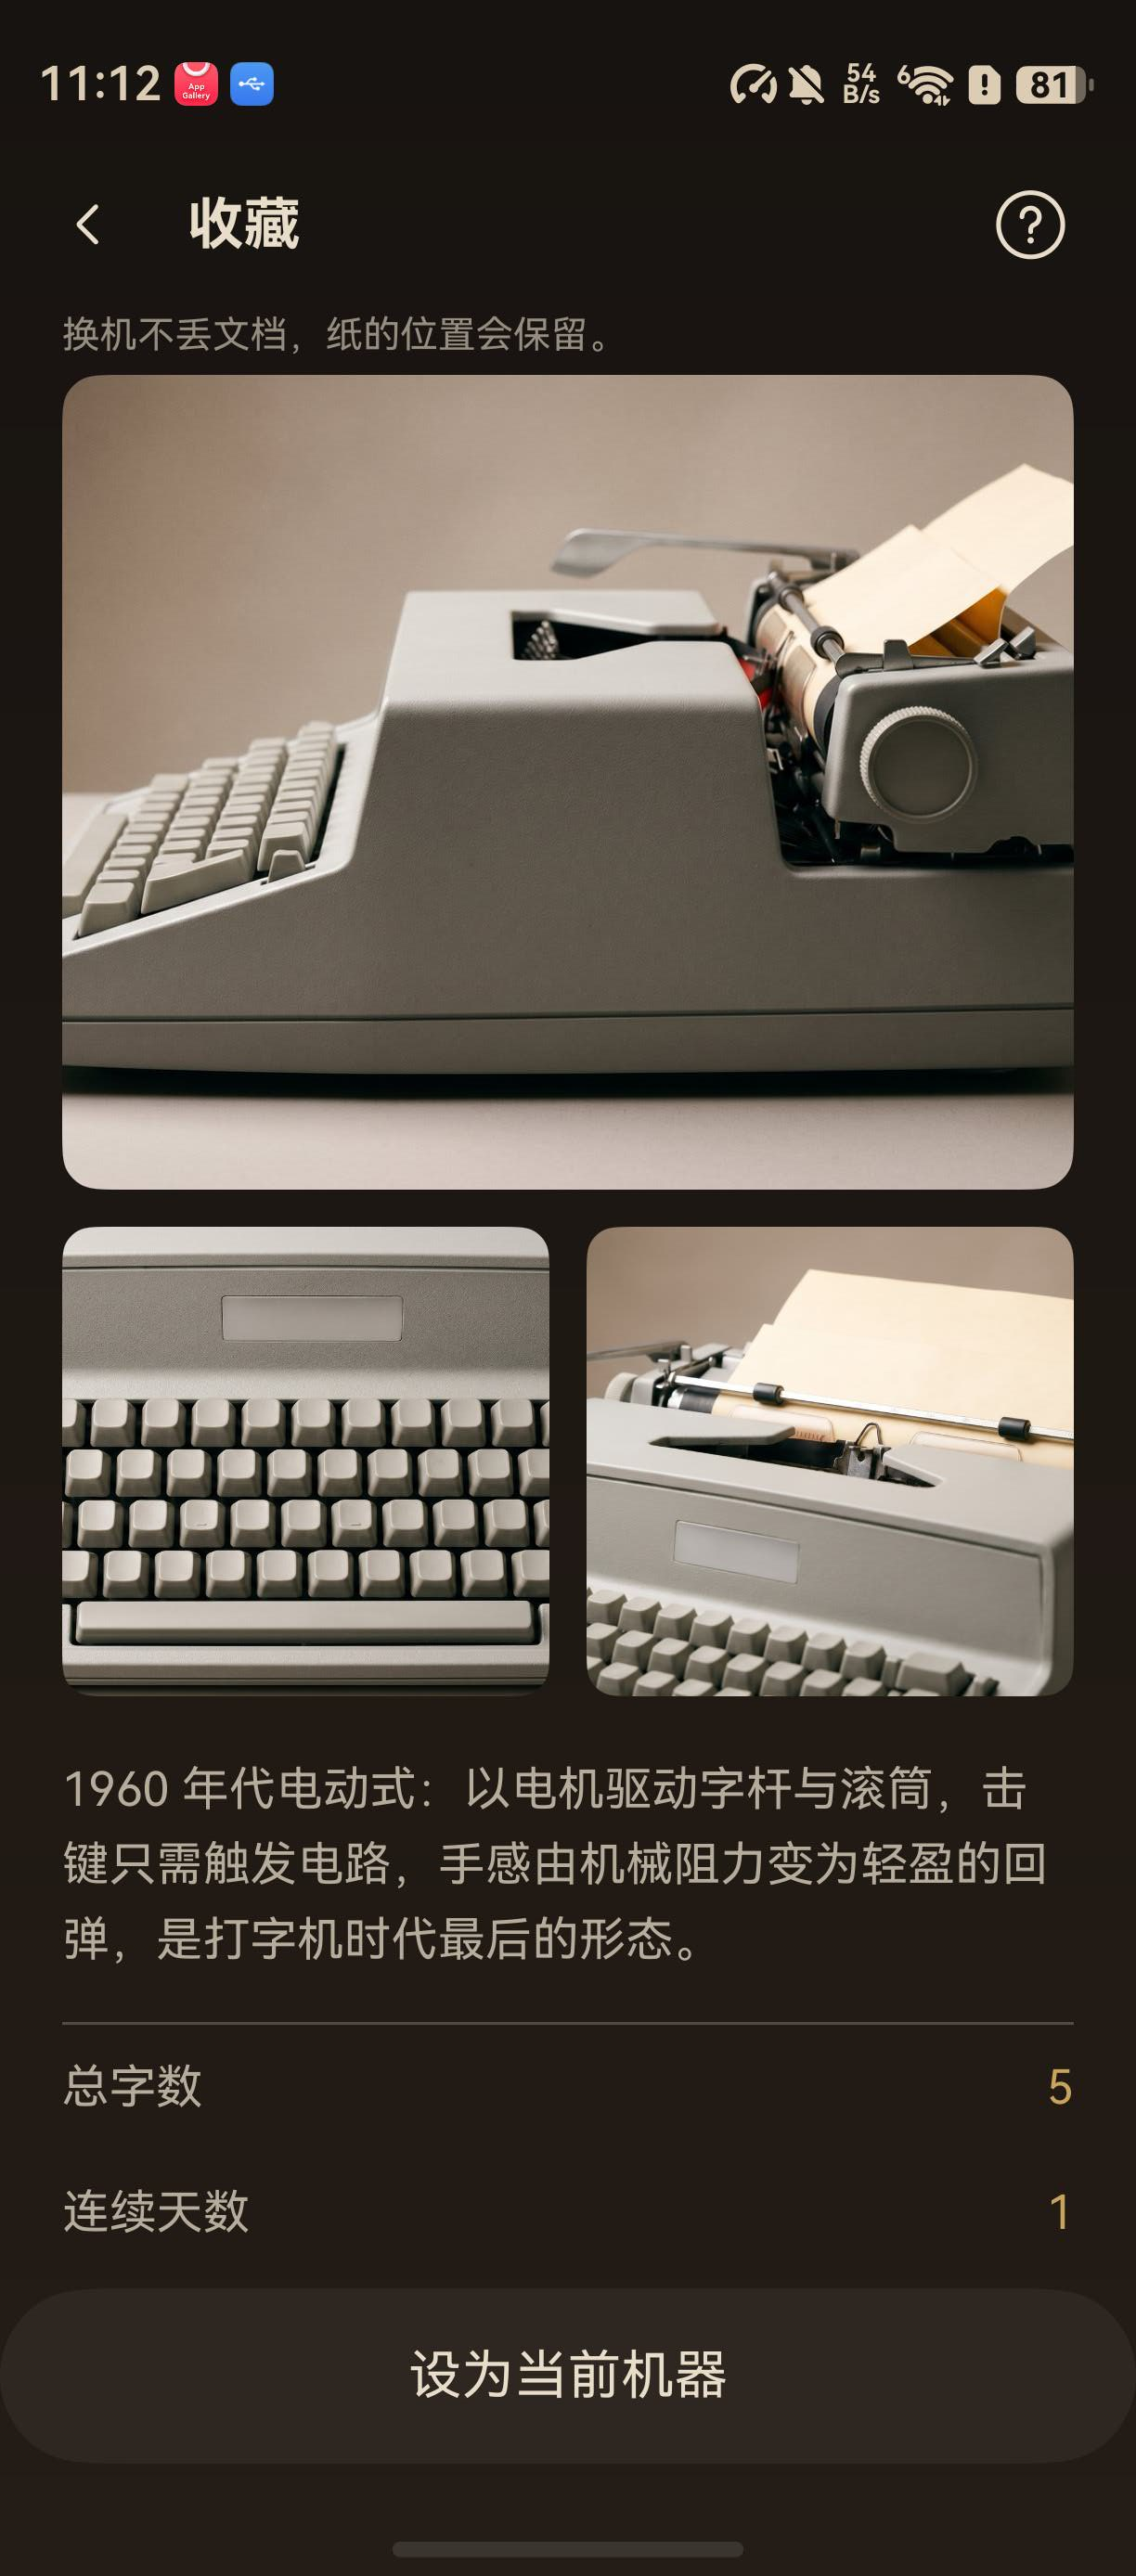 11:12
App
Gallery
54
B/s
6
81
收藏
换机不丢文档，纸的位置会保留。
1960 年代电动式：以电机驱动字杆与滚筒，击
键只需触发电路，手感由机械阻力变为轻盈的回
弹，是打字机时代最后的形态。
总字数 5
连续天数 1
设为当前机器